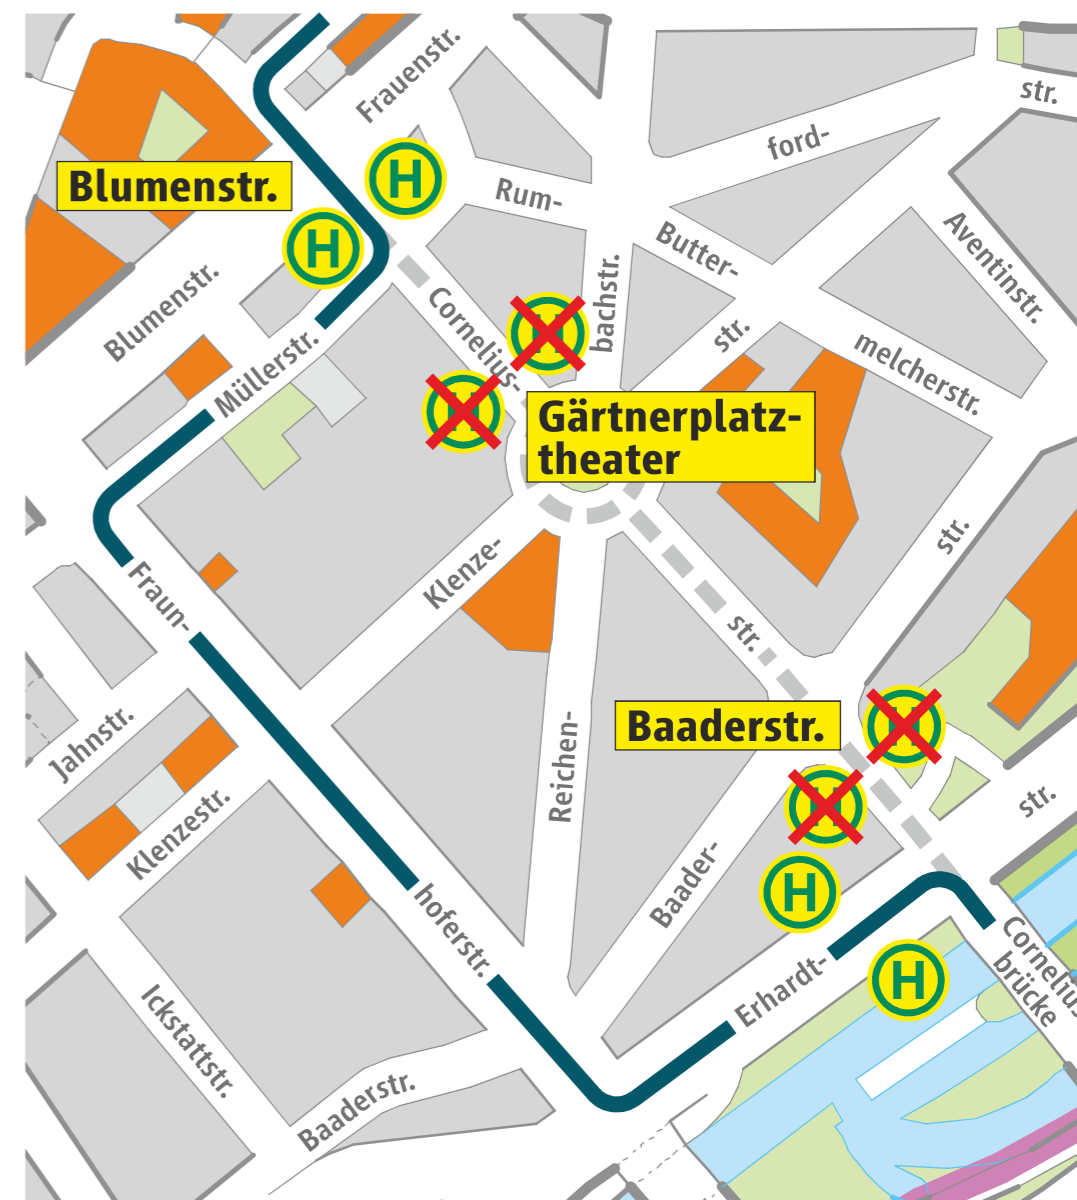 Frauenstr.
str.
ford-
H
Blumenstr.
Rum-
Aventinstr.
Butter-
H
Blumenstr.
bachstr.
Cornelius-
str.
H
melcherstr.
Müllerstr.
H
Gärtnerplatz-
theater
str.
Klenze-
Fraun-
str.
Jahnstr.
Baaderstr.
H
Reichen-
Klenzestr.
H
str.
Baader-
H
hoferstr.
Cornelius-
brücke
Erhardt-
H
Ickstattstr.
Baaderstr.